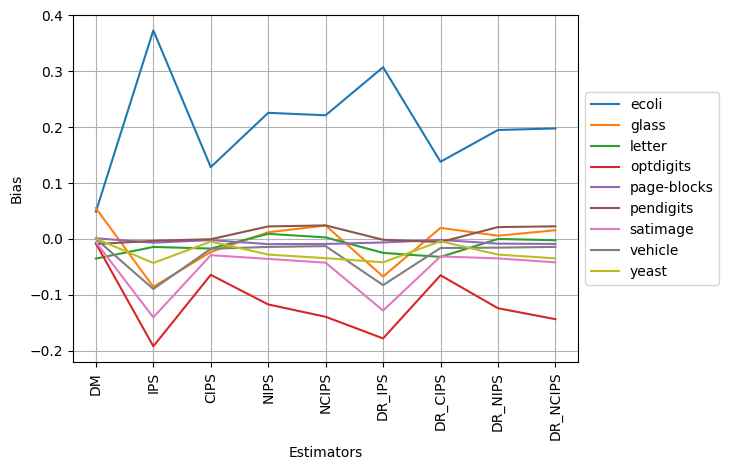 0.4
0.3
0.2
0.1
0.0
−0.1
−0.2
Bias
DM
IPS
CIPS
NIPS
NCIPS
DR_IPS
DR_CIPS
DR_NIPS
DR_NCIPS
Estimators
ecoli
glass
letter
optdigits
page-blocks
pendigits
satimage
vehicle
yeast